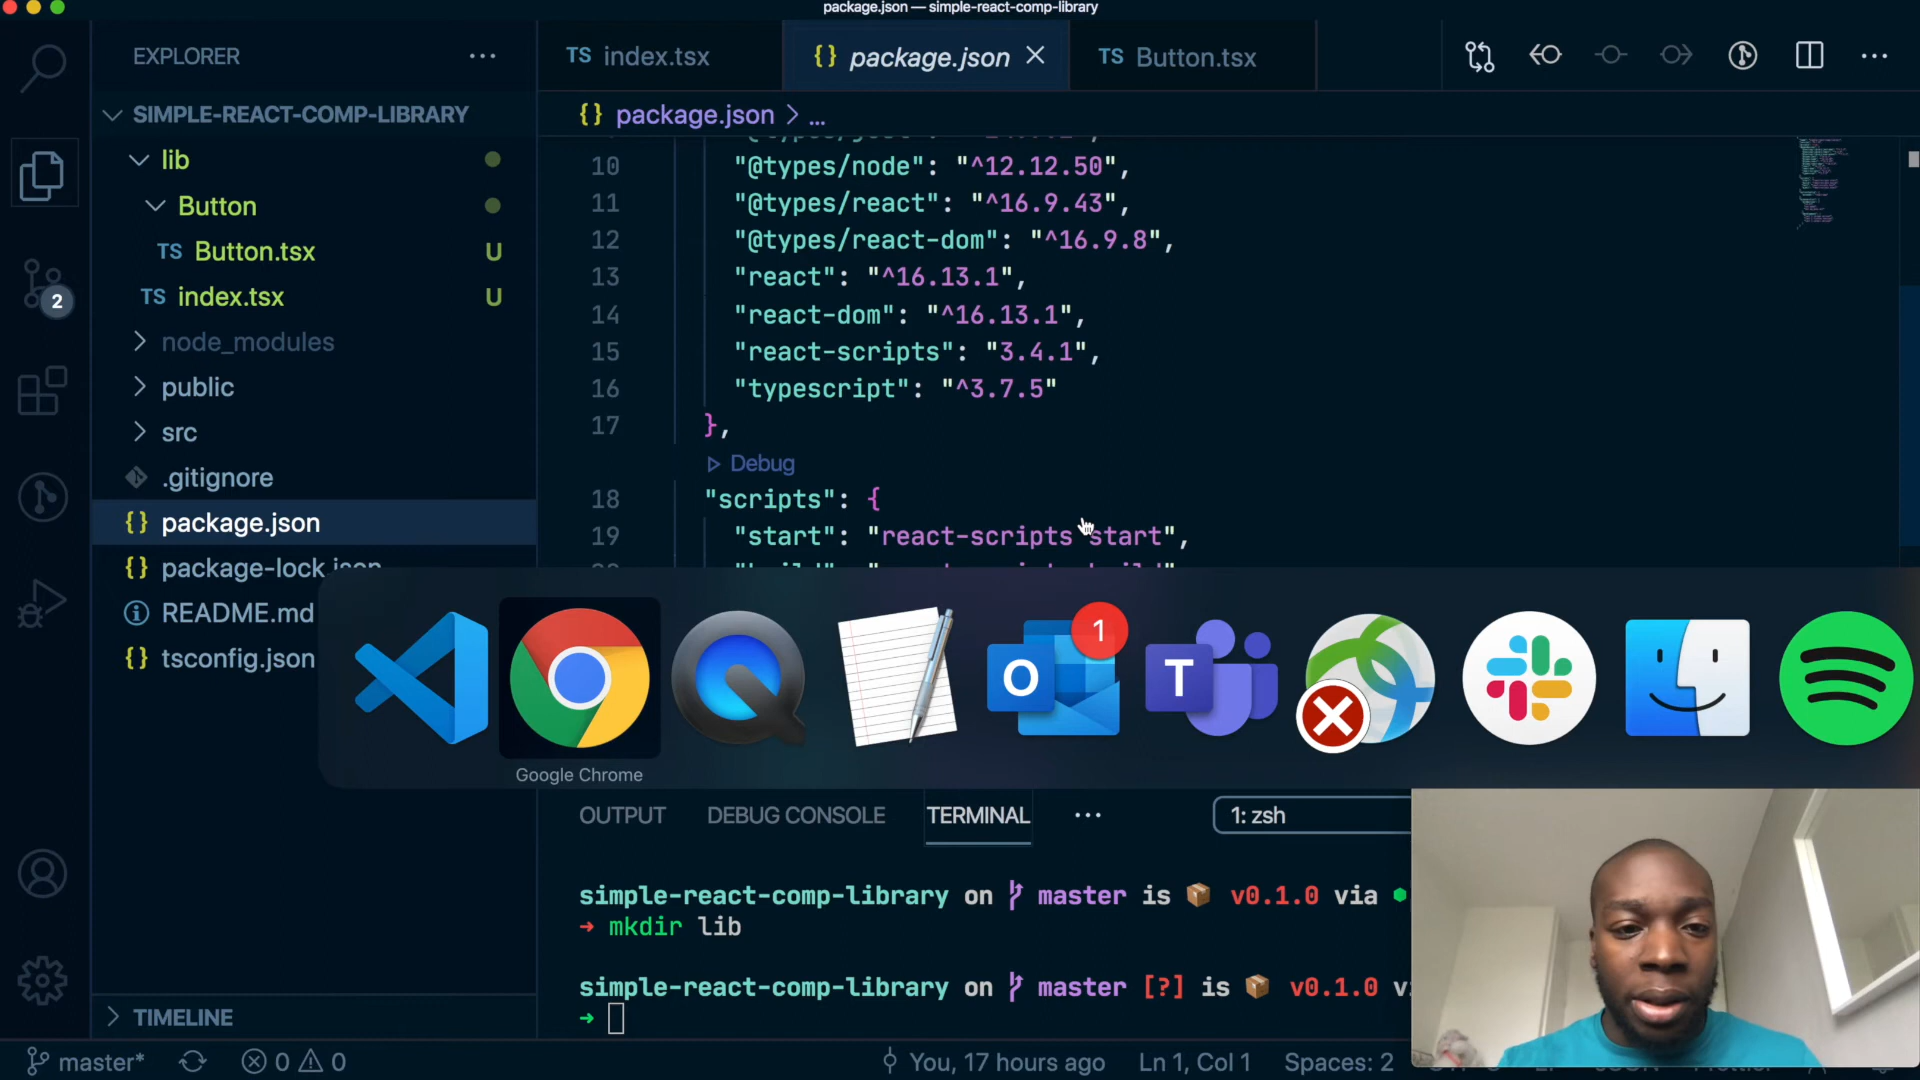 package.json — simple-react-comp-library
EXPLORER
SIMPLE-REACT-COMP-LIBRARY
lib
Button
TS Button.tsx U
TS index.tsx U
2
node_modules
public
src
.gitignore
{} package.json
{} package-lock.json
README.md
{} tsconfig.json
TIMELINE
TS index.tsx
{} package.json
TS Button.tsx
{} package.json > ...
10 "@types/node": "^12.12.50",
11 "@types/react": "^16.9.43",
12 "@types/react-dom": "^16.9.8",
13 "react": "^16.13.1",
14 "react-dom": "^16.13.1",
15 "react-scripts": "3.4.1",
16 "typescript": "^3.7.5"
17 },
Debug
18 "scripts": {
19 "start": "react-scripts start",
O
1
T
Google Chrome
OUTPUT DEBUG CONSOLE TERMINAL ... 1: zsh
simple-react-comp-library on master is v0.1.0 via
→ mkdir lib
simple-react-comp-library on master [?] is v0.1.0
→
master* 0 0 You, 17 hours ago Ln 1, Col 1 Spaces: 2